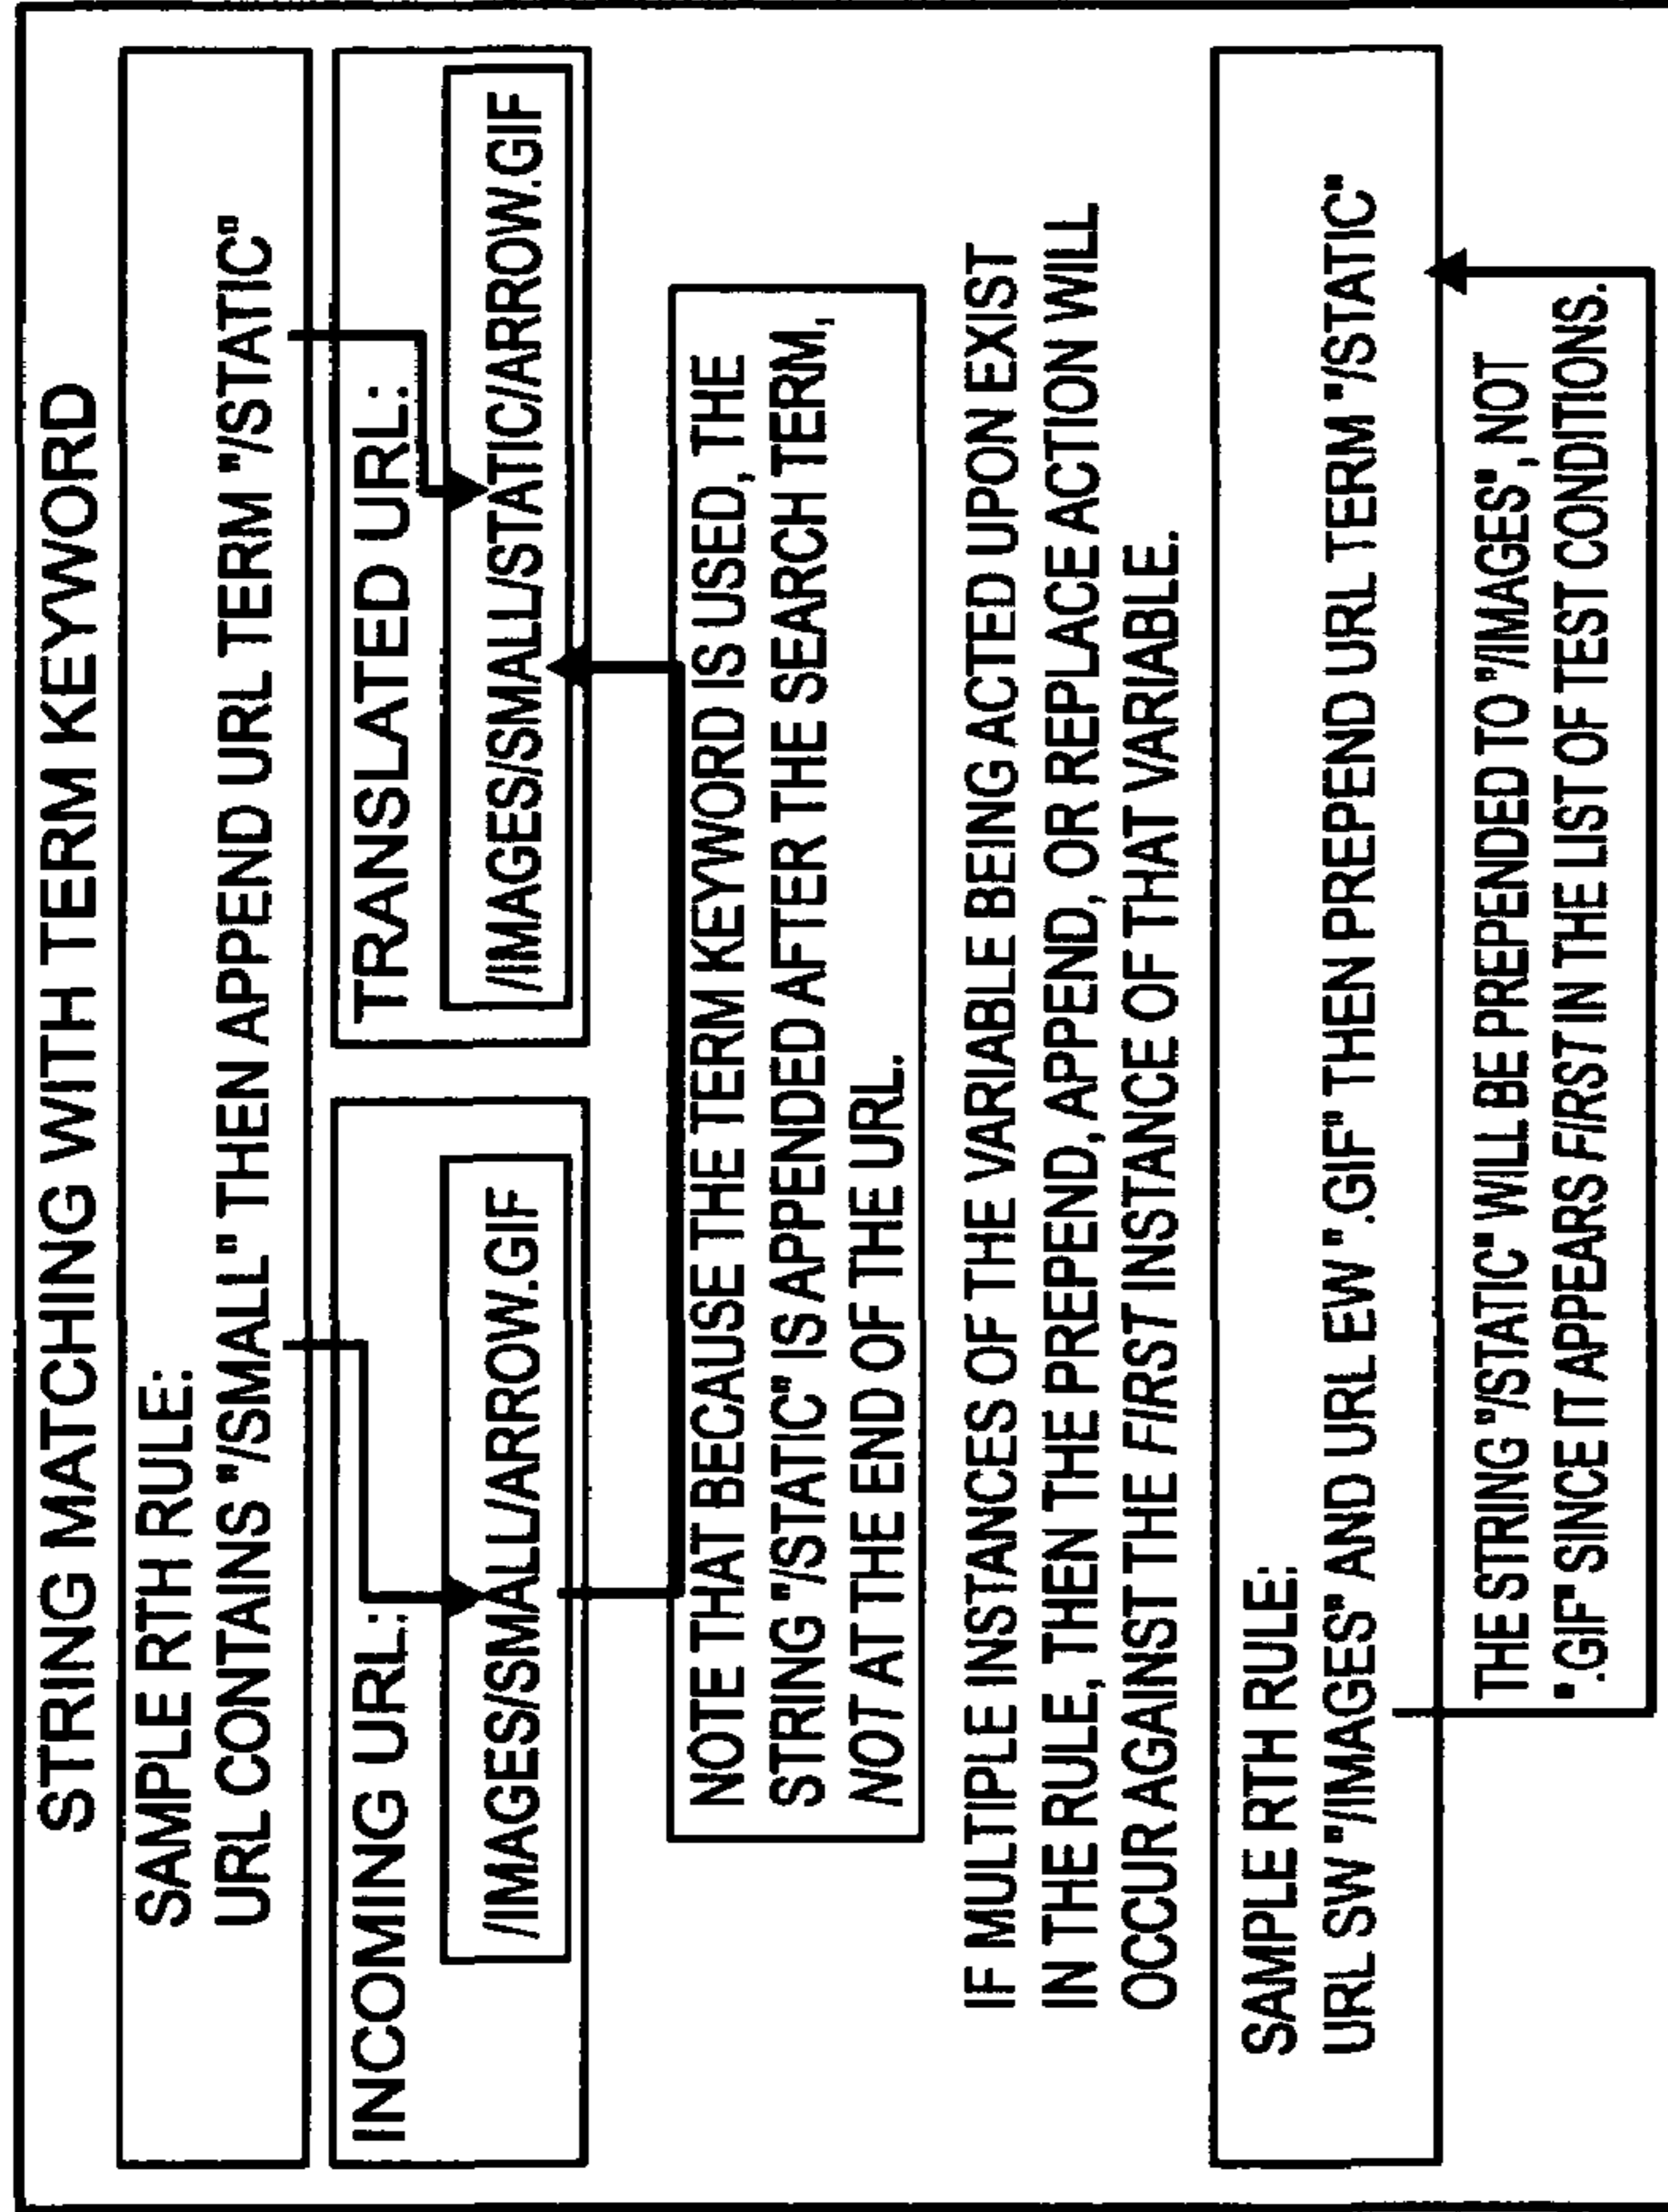 STRING MATCHING WITH TERM KEYWORD
SAMPLE RTH RULE:
URL CONTAINS "/SMALL" THEN APPEND URL TERM "/STATIC"
INCOMING URL:
/IMAGES/SMALL/ARROW.GIF
TRANSLATED URL:
/IMAGES/SMALL/STATIC/ARROW.GIF
NOTE THAT BECAUSE THE TERM KEYWORD IS USED, THE
STRING "/STATIC" IS APPENDED AFTER THE SEARCH TERM,
NOT AT THE END OF THE URL.
IF MULTIPLE INSTANCES OF THE VARIABLE BEING ACTED UPON EXIST
IN THE RULE, THEN THE PREPEND, APPEND, OR REPLACE ACTION WILL
OCCUR AGAINST THE FIRST INSTANCE OF THAT VARIABLE.
SAMPLE RTH RULE:
URL SW "/IMAGES" AND URL EW ".GIF" THEN PREPEND URL TERM "/STATIC"
THE STRING "/STATIC" WILL BE PREPENDED TO "/IMAGES", NOT
".GIF" SINCE IT APPEARS FIRST IN THE LIST OF TEST CONDITIONS.